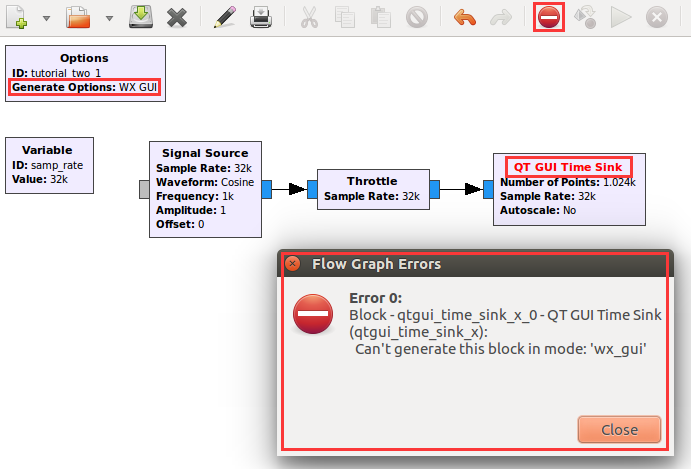 Options
ID: tutorial_two_1
Generate Options: WX GUI
Variable
ID: samp_rate
Value: 32k
Signal Source
Sample Rate: 32k
Waveform: Cosine
Frequency: 1k
Amplitude: 1
Offset: 0
Throttle
Sample Rate: 32k
QT GUI Time Sink
Number of Points: 1.024k
Sample Rate: 32k
Autoscale: No
Flow Graph Errors
Error 0:
Block - qtgui_time_sink_x_0 - QT GUI Time Sink
(qtgui_time_sink_x):
Can't generate this block in mode: 'wx_gui'
Close